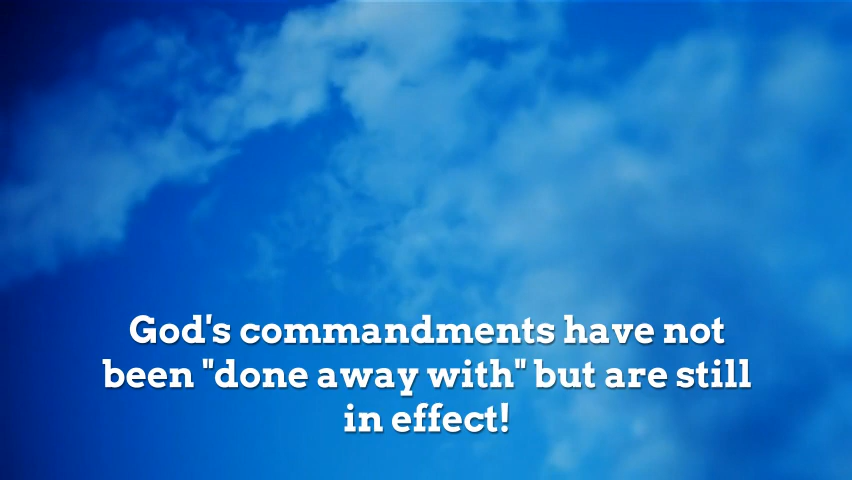 God's commandments have not
been "done away with" but are still
in effect!